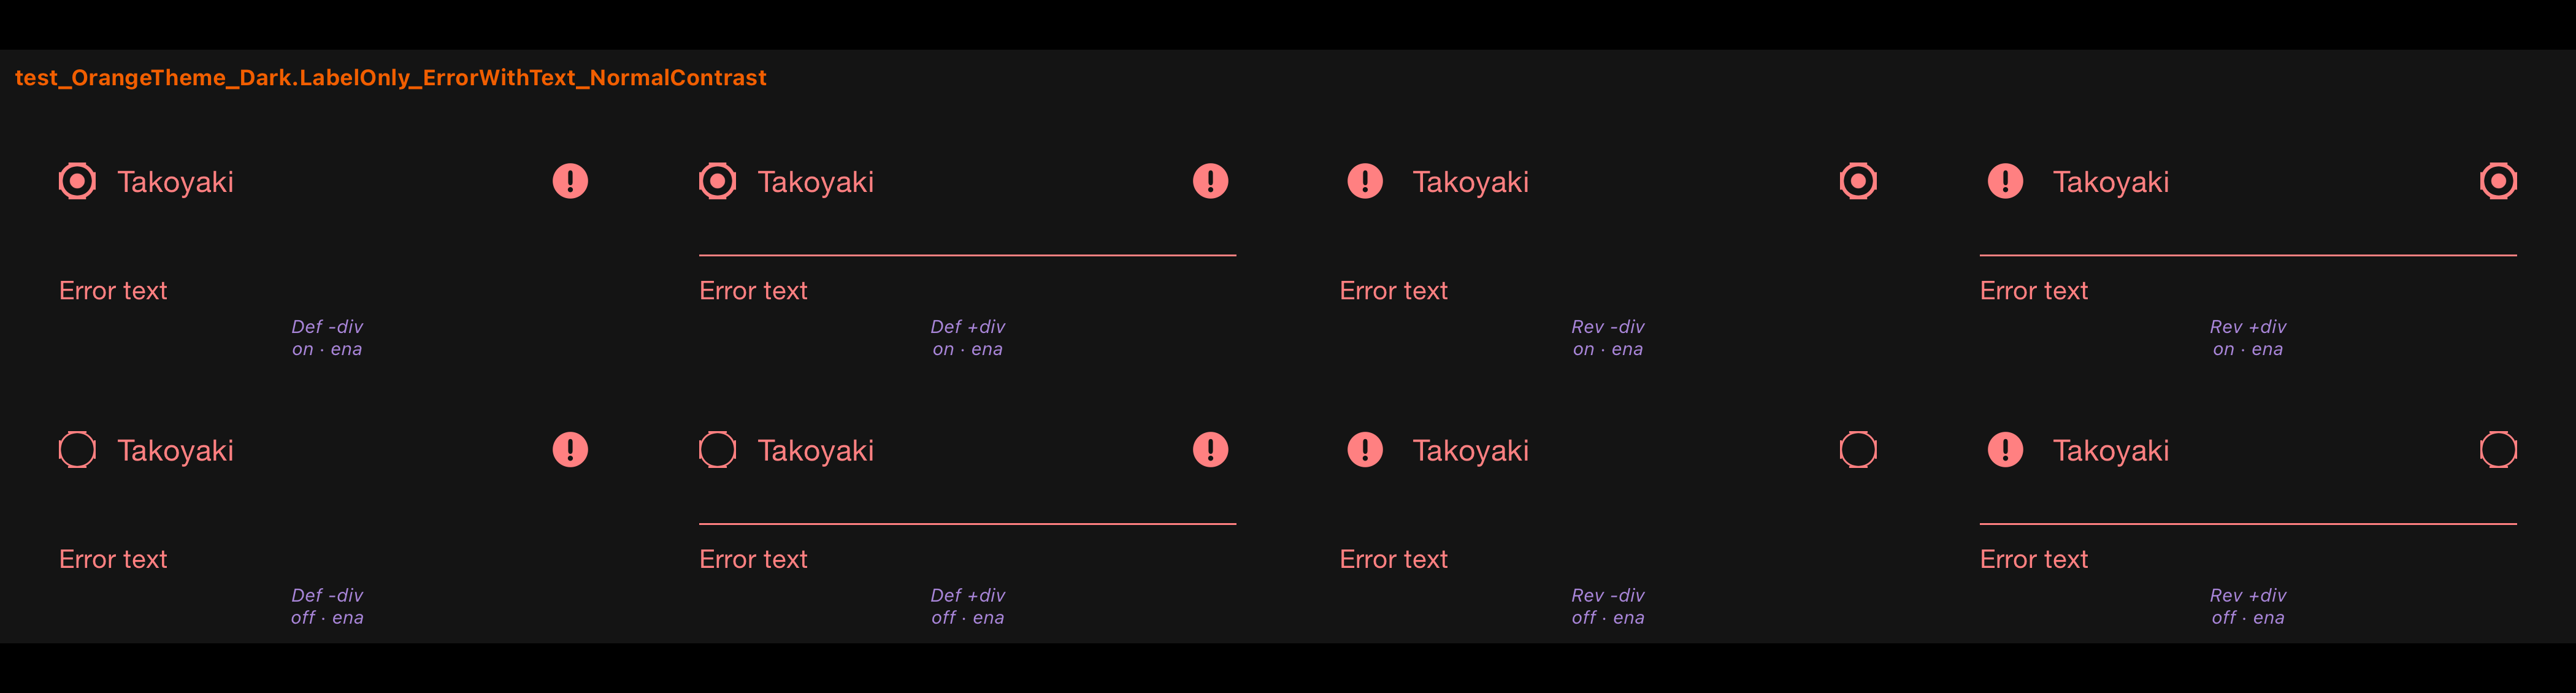 test_OrangeTheme_Dark.LabelOnly_ErrorWithText_NormalContrast
Takoyaki
Takoyaki
Takoyaki
Takoyaki
Error text
Error text
Error text
Error text
Def -div
on · ena
Def +div
on · ena
Rev -div
on · ena
Rev +div
on · ena
Takoyaki
Takoyaki
Takoyaki
Takoyaki
Error text
Error text
Error text
Error text
Def -div
off · ena
Def +div
off · ena
Rev -div
off · ena
Rev +div
off · ena